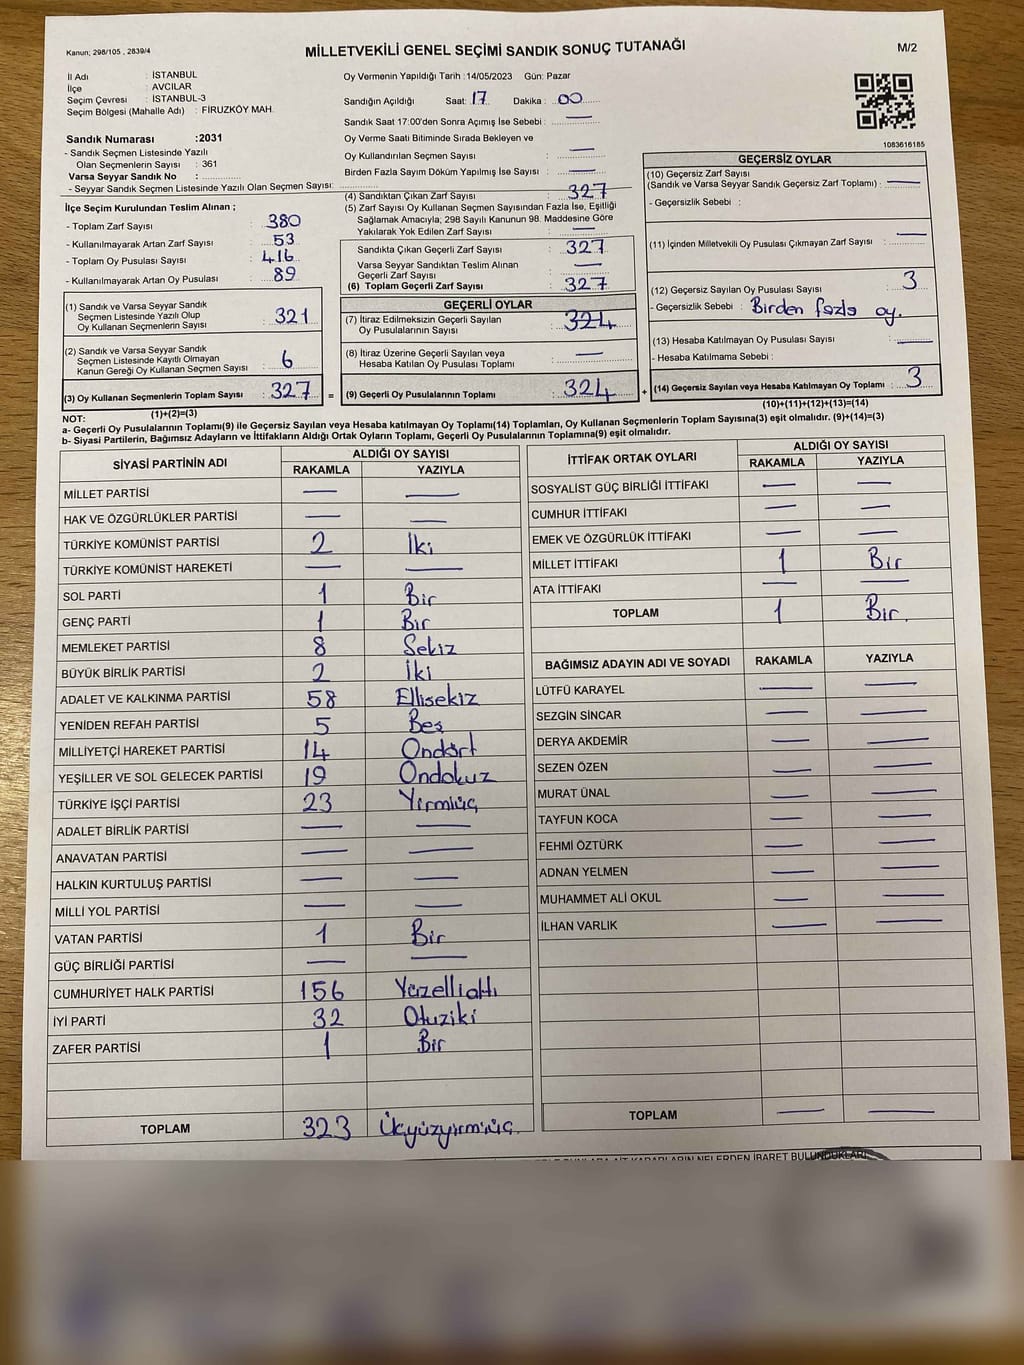 Kanun; 298/105 , 2839/4
MİLLETVEKİLİ GENEL SEÇİMİ SANDIK SONUÇ TUTANAĞI
M/2
İl Adı : İSTANBUL
İlçe : AVCILAR
Seçim Çevresi : İSTANBUL-3
Seçim Bölgesi (Mahalle Adı) : FİRUZKÖY MAH.
Sandık Numarası :2031
- Sandık Seçmen Listesinde Yazılı
Olan Seçmenlerin Sayısı : 361
Varsa Seyyar Sandık No :
- Seyyar Sandık Seçmen Listesinde Yazılı Olan Seçmen Sayısı:
Oy Vermenin Yapıldığı Tarih :14/05/2023 Gün: Pazar
Sandığın Açıldığı Saat: 17 Dakika : 00
Sandık Saat 17:00'den Sonra Açımış İse Sebebi : —
Oy Verme Saati Bitiminde Sırada Bekleyen ve
Oy Kullandırılan Seçmen Sayısı : —
Birden Fazla Sayım Döküm Yapılmış İse Sayısı : —
1083616185
İlçe Seçim Kurulundan Teslim Alınan ;
- Toplam Zarf Sayısı : 380
- Kullanılmayarak Artan Zarf Sayısı : 53
- Toplam Oy Pusulası Sayısı : 416
- Kullanılmayarak Artan Oy Pusulası : 89
(1) Sandık ve Varsa Seyyar Sandık
Seçmen Listesinde Yazılı Olup
Oy Kullanan Seçmenlerin Sayısı : 321
(2) Sandık ve Varsa Seyyar Sandık
Seçmen Listesinde Kayıtlı Olmayan
Kanun Gereği Oy Kullanan Seçmen Sayısı : 6
(3) Oy Kullanan Seçmenlerin Toplam Sayısı : 327 =
(1)+(2)=(3)
(4) Sandıktan Çıkan Zarf Sayısı : 327
(5) Zarf Sayısı Oy Kullanan Seçmen Sayısından Fazla İse, Eşitliği
Sağlamak Amacıyla; 298 Sayılı Kanunun 98. Maddesine Göre
Yakılarak Yok Edilen Zarf Sayısı : —
Sandıkta Çıkan Geçerli Zarf Sayısı : 327
Varsa Seyyar Sandıktan Teslim Alınan
Geçerli Zarf Sayısı : —
(6) Toplam Geçerli Zarf Sayısı : 327
GEÇERLİ OYLAR
(7) İtiraz Edilmeksizin Geçerli Sayılan
Oy Pusulalarının Sayısı : 324
(8) İtiraz Üzerine Geçerli Sayılan veya
Hesaba Katılan Oy Pusulası Toplamı : —
(9) Geçerli Oy Pusulalarının Toplamı : 324 +
GEÇERSİZ OYLAR
(10) Geçersiz Zarf Sayısı
(Sandık ve Varsa Seyyar Sandık Geçersiz Zarf Toplamı) : —
- Geçersizlik Sebebi :
(11) İçinden Milletvekili Oy Pusulası Çıkmayan Zarf Sayısı : —
(12) Geçersiz Sayılan Oy Pusulası Sayısı : 3
- Geçersizlik Sebebi : Birden fazla oy.
(13) Hesaba Katılmayan Oy Pusulası Sayısı : —
- Hesaba Katılmama Sebebi :
(14) Geçersiz Sayılan veya Hesaba Katılmayan Oy Toplamı : 3
(10)+(11)+(12)+(13)=(14)
NOT:
a- Geçerli Oy Pusulalarının Toplamı(9) ile Geçersiz Sayılan veya Hesaba katılmayan Oy Toplamı(14) Toplamları, Oy Kullanan Seçmenlerin Toplam Sayısına(3) eşit olmalıdır. (9)+(14)=(3)
b- Siyasi Partilerin, Bağımsız Adayların ve İttifakların Aldığı Ortak Oyların Toplamı, Geçerli Oy Pusulalarının Toplamına(9) eşit olmalıdır.
SİYASİ PARTİNİN ADI ALDIĞI OY SAYISI
RAKAMLA YAZIYLA
MİLLET PARTİSİ — —
HAK VE ÖZGÜRLÜKLER PARTİSİ — —
TÜRKİYE KOMÜNİST PARTİSİ 2 İki
TÜRKİYE KOMÜNİST HAREKETİ — —
SOL PARTİ 1 Bir
GENÇ PARTİ 1 Bir
MEMLEKET PARTİSİ 8 Sekiz
BÜYÜK BİRLİK PARTİSİ 2 İki
ADALET VE KALKINMA PARTİSİ 58 Ellisekiz
YENİDEN REFAH PARTİSİ 5 Beş
MİLLİYETÇİ HAREKET PARTİSİ 14 Ondört
YEŞİLLER VE SOL GELECEK PARTİSİ 19 Ondokuz
TÜRKİYE İŞÇİ PARTİSİ 23 Yirmiüç
ADALET BİRLİK PARTİSİ — —
ANAVATAN PARTİSİ — —
HALKIN KURTULUŞ PARTİSİ — —
MİLLİ YOL PARTİSİ — —
VATAN PARTİSİ 1 Bir
GÜÇ BİRLİĞİ PARTİSİ — —
CUMHURİYET HALK PARTİSİ 156 Yüzellialtı
İYİ PARTİ 32 Otuziki
ZAFER PARTİSİ 1 Bir
TOPLAM 323 Üçyüzyirmiüç.
İTTİFAK ORTAK OYLARI ALDIĞI OY SAYISI
RAKAMLA YAZIYLA
SOSYALİST GÜÇ BİRLİĞİ İTTİFAKI — —
CUMHUR İTTİFAKI — —
EMEK VE ÖZGÜRLÜK İTTİFAKI — —
MİLLET İTTİFAKI 1 Bir
ATA İTTİFAKI — —
TOPLAM 1 Bir.
BAĞIMSIZ ADAYIN ADI VE SOYADI RAKAMLA YAZIYLA
LÜTFÜ KARAYEL — —
SEZGİN SİNCAR — —
DERYA AKDEMİR — —
SEZEN ÖZEN — —
MURAT ÜNAL — —
TAYFUN KOCA — —
FEHMİ ÖZTÜRK — —
ADNAN YELMEN — —
MUHAMMET ALİ OKUL — —
İLHAN VARLIK — —
TOPLAM — —
NELERDEN İBARET BULUNDUKLARI